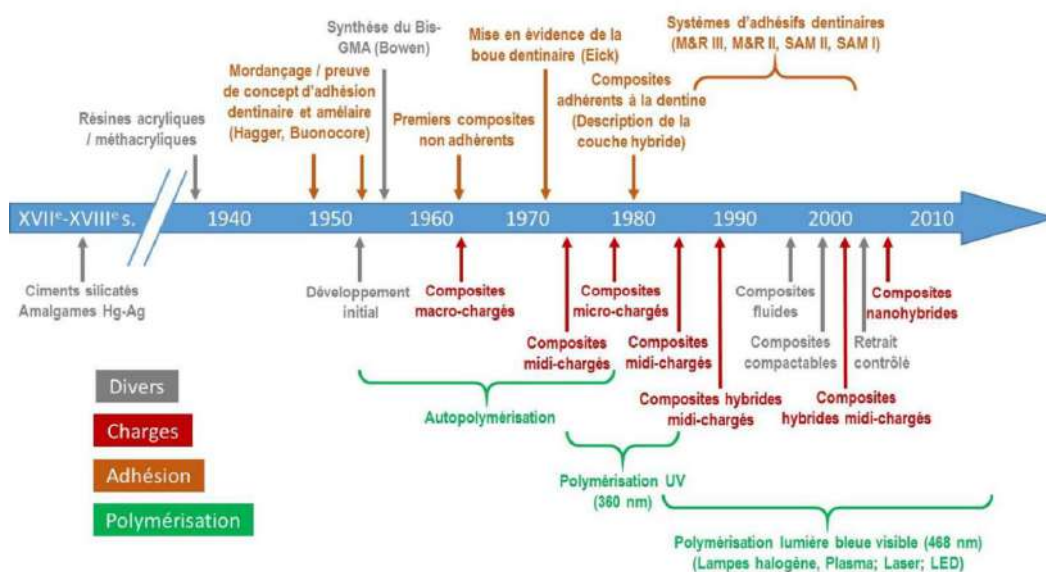 Synthèse du Bis-
GMA (Bowen)
Mise en évidence de la
boue dentinaire (Eick)
Systèmes d'adhésifs dentinaires
(M&R III, M&R II, SAM II, SAM I)
Mordançage / preuve
de concept d'adhésion
dentinaire et amélaire
(Hagger, Buonocore)
Composites
adhérents à la dentine
(Description de la
couche hybride)
Résines acryliques
/ méthacryliques
Premiers composites
non adhérents
XVIIe-XVIIIe s. 1940 1950 1960 1970 1980 1990 2000 2010
Ciments silicatés
Amalgames Hg-Ag
Développement
initial
Composites
macro-chargés
Composites
micro-chargés
Composites
fluides
Composites
nanohybrides
Composites
midi-chargés
Composites
midi-chargés
Composites
compactables
Retrait
contrôlé
Composites hybrides
midi-chargés
Composites
hybrides midi-chargés
Divers
Charges
Adhésion
Polymérisation
Autopolymérisation
Polymérisation UV
(360 nm)
Polymérisation lumière bleue visible (468 nm)
(Lampes halogène, Plasma; Laser; LED)